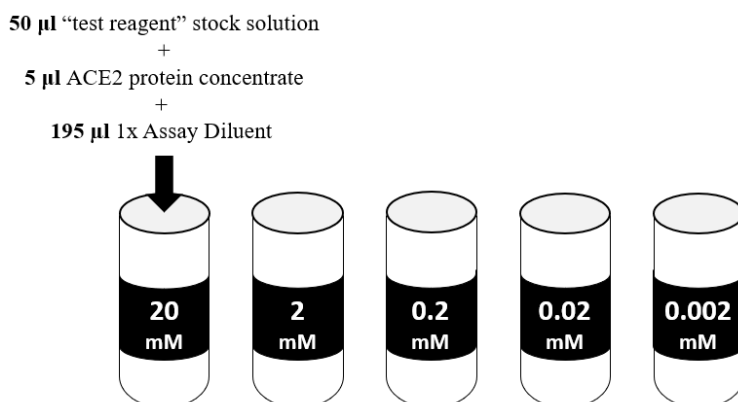 50 µl “test reagent” stock solution
+
5 µl ACE2 protein concentrate
+
195 µl 1x Assay Diluent
20 mM
2 mM
0.2 mM
0.02 mM
0.002 mM